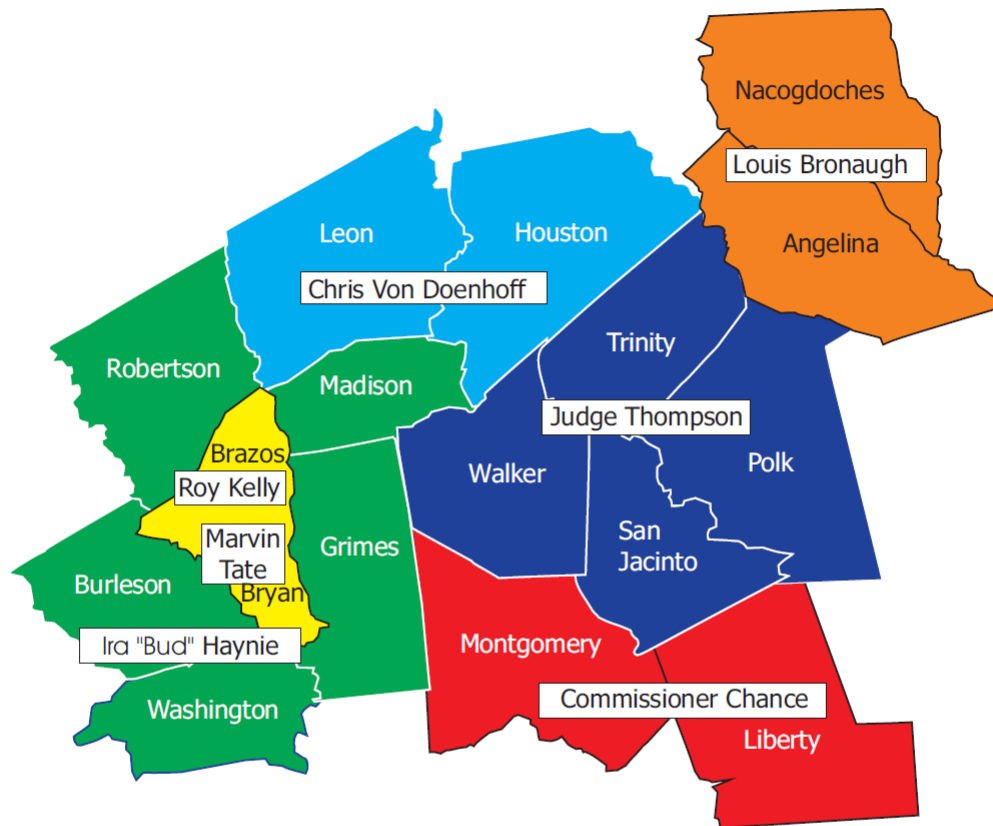 Nacogdoches
Louis Bronaugh
Angelina
Leon
Houston
Chris Von Doenhoff
Trinity
Robertson
Madison
Judge Thompson
Brazos
Roy Kelly
Walker
Polk
Marvin
Tate
Grimes
San
Jacinto
Burleson
Bryan
Ira "Bud" Haynie
Montgomery
Washington
Commissioner Chance
Liberty